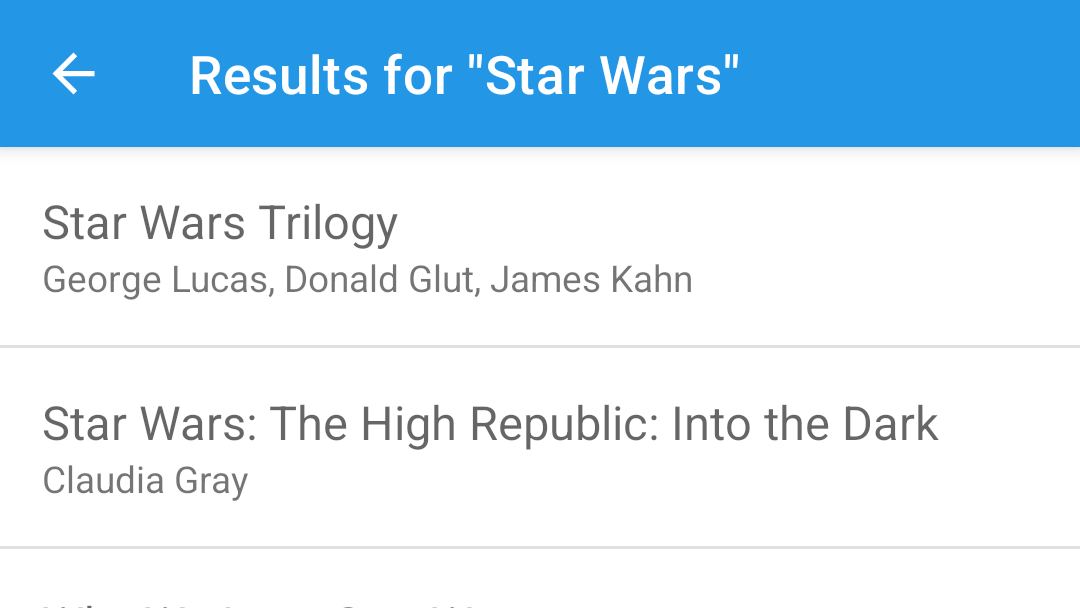 Results for "Star Wars"
Star Wars Trilogy
George Lucas, Donald Glut, James Kahn
Star Wars: The High Republic: Into the Dark
Claudia Gray